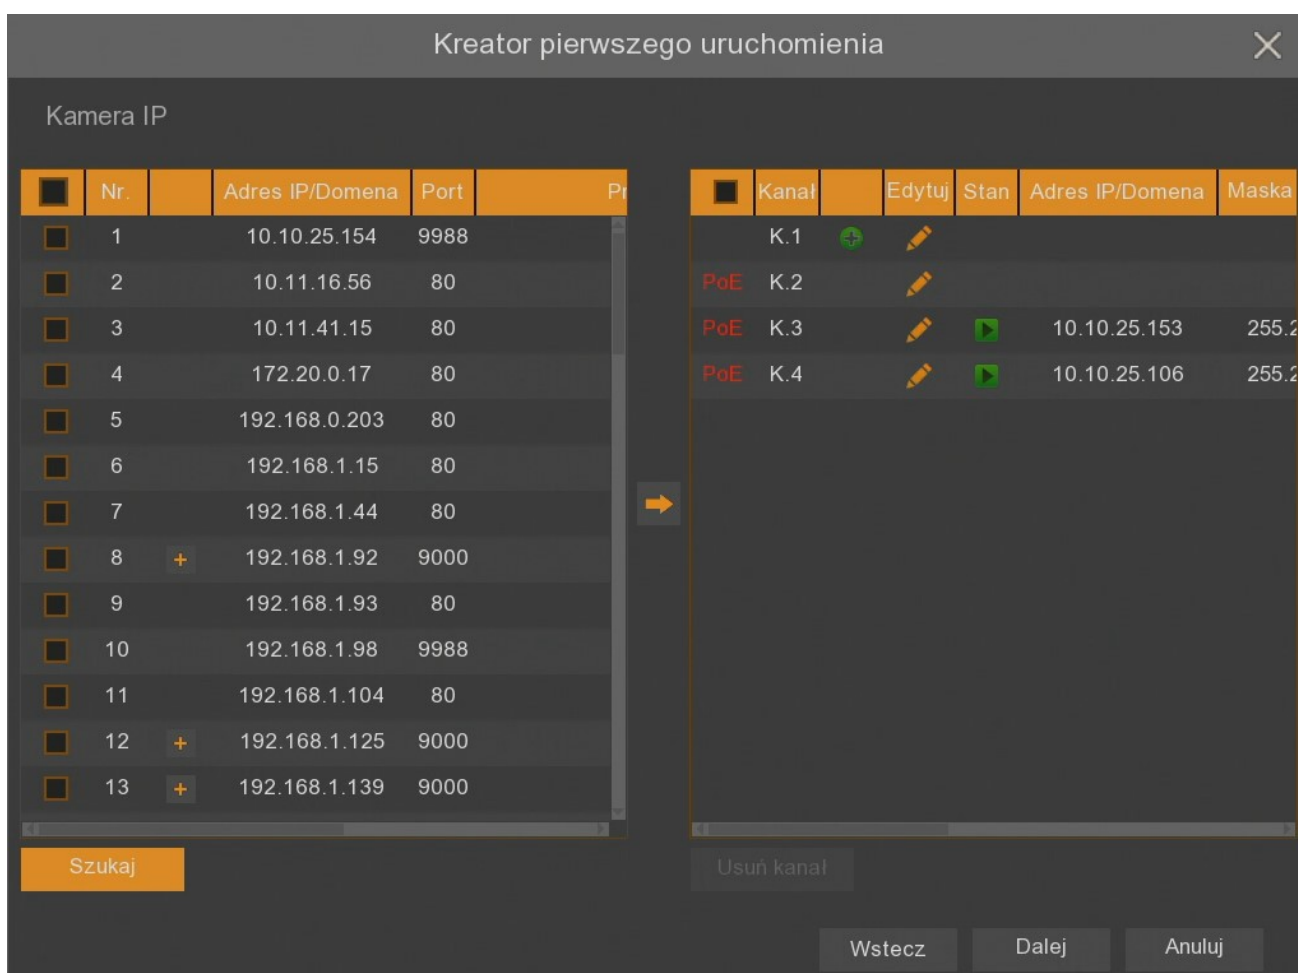 Kreator pierwszego uruchomienia
Kamera IP
Nr. Adres IP/Domena Port Pr
1 10.10.25.154 9988
2 10.11.16.56 80
3 10.11.41.15 80
4 172.20.0.17 80
5 192.168.0.203 80
6 192.168.1.15 80
7 192.168.1.44 80
8 + 192.168.1.92 9000
9 192.168.1.93 80
10 192.168.1.98 9988
11 192.168.1.104 80
12 + 192.168.1.125 9000
13 + 192.168.1.139 9000
Szukaj
Kanał Edytuj Stan Adres IP/Domena Maska
K.1
PoE K.2
PoE K.3 10.10.25.153 255.2
PoE K.4 10.10.25.106 255.2
Usuń kanał
Wstecz Dalej Anuluj